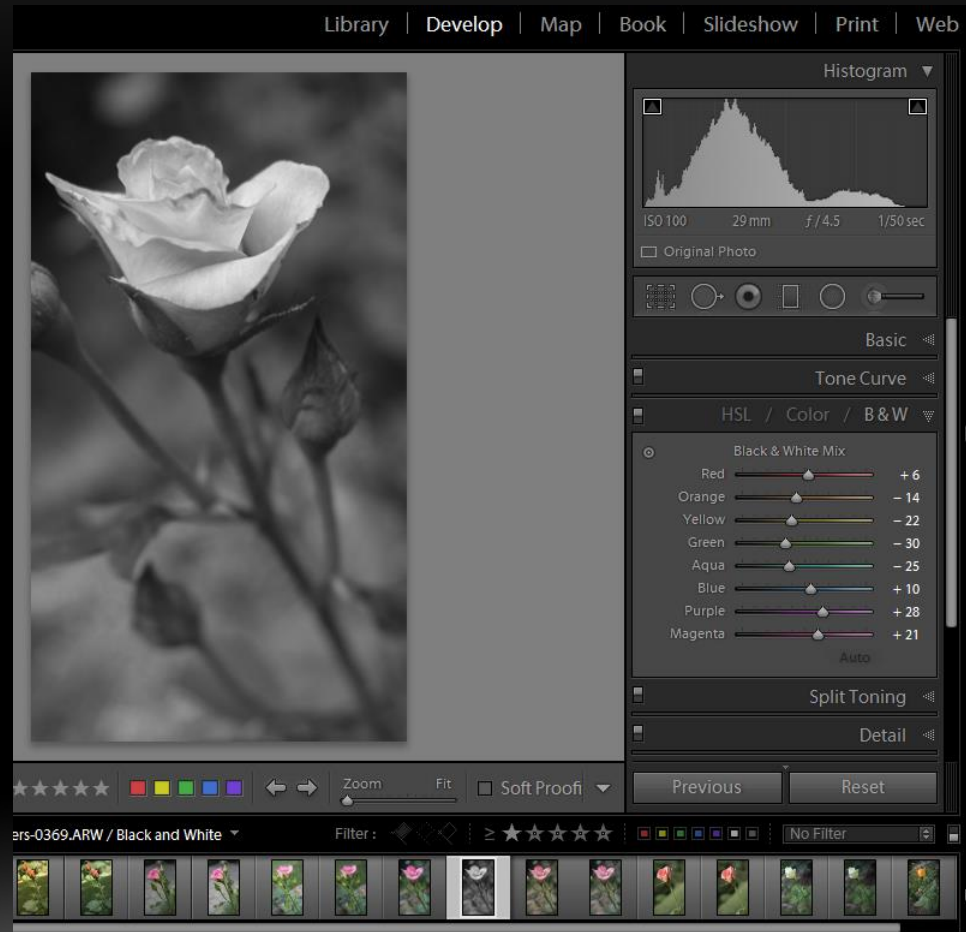 Library | Develop | Map | Book | Slideshow | Print | Web
Histogram
ISO 100 29 mm ƒ / 4.5 1/50 sec
Original Photo
Basic
Tone Curve
HSL / Color / B & W
Black & White Mix
Red + 6
Orange – 14
Yellow – 22
Green – 30
Aqua – 25
Blue + 10
Purple + 28
Magenta + 21
Auto
Split Toning
Detail
Previous Reset
Zoom Fit Soft Proofi
ers-0369.ARW / Black and White Filter : ≥ No Filter